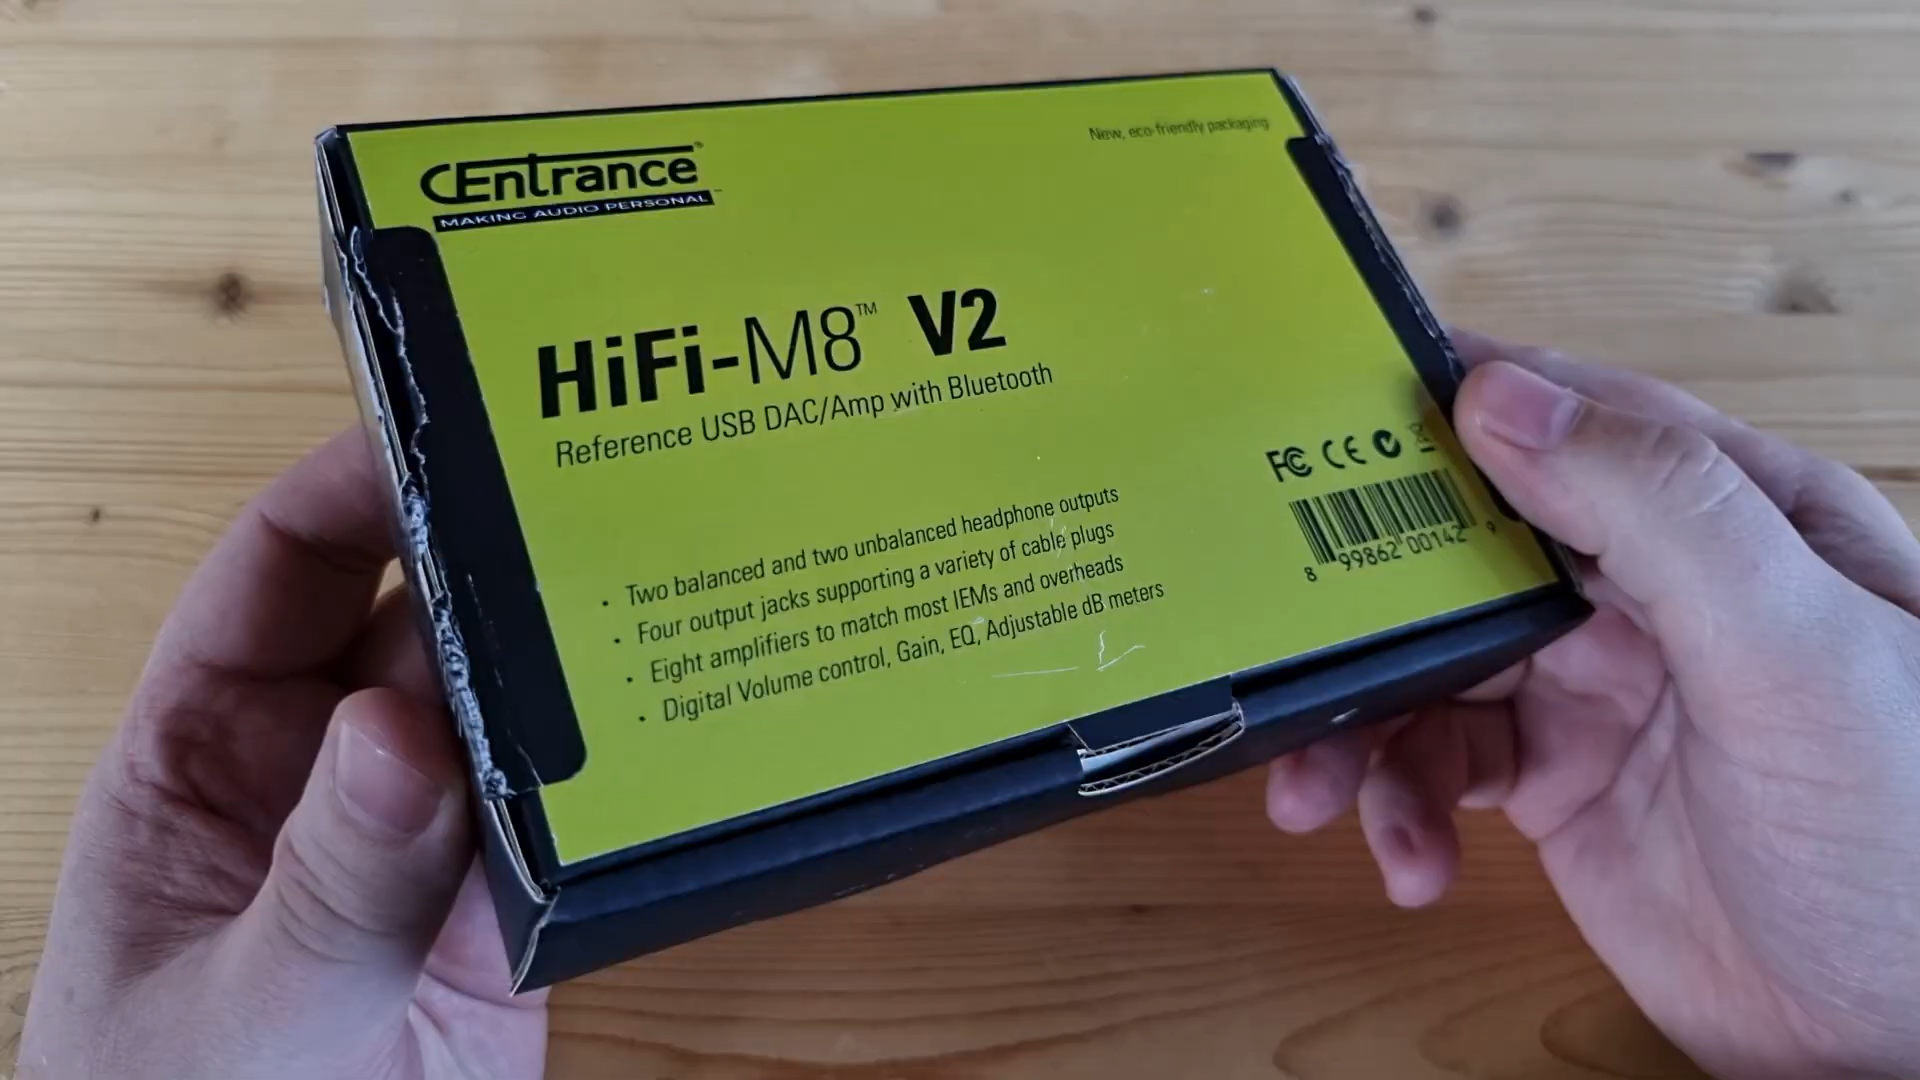 CEntrance®
MAKING AUDIO PERSONAL™
New, eco-friendly packaging
HiFi-M8™ V2
Reference USB DAC/Amp with Bluetooth
• Two balanced and two unbalanced headphone outputs
• Four output jacks supporting a variety of cable plugs
• Eight amplifiers to match most IEMs and overheads
• Digital Volume control, Gain, EQ, Adjustable dB meters
FC CE
8 99862 00142 9